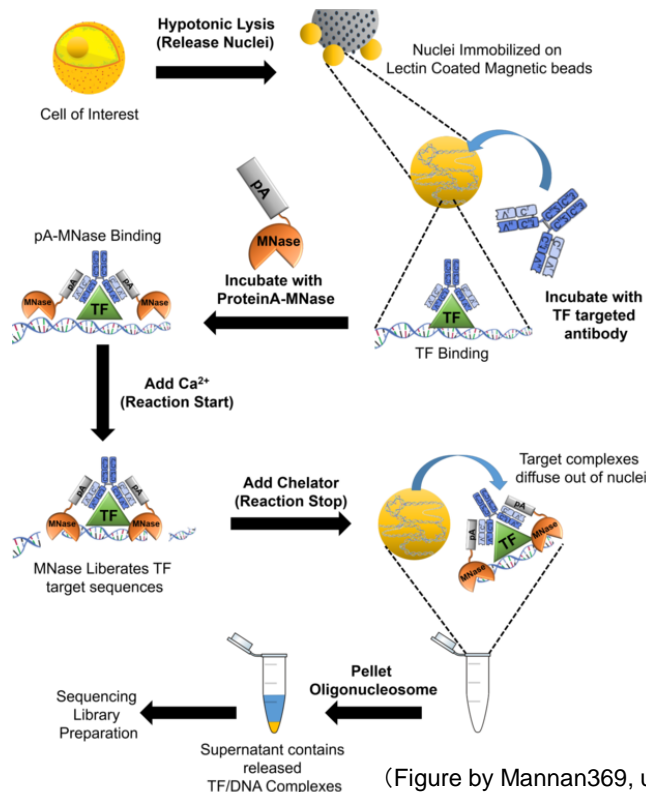 Hypotonic Lysis
(Release Nuclei)
Cell of Interest
Nuclei Immobilized on
Lectin Coated Magnetic beads
pA
MNase
Incubate with
ProteinA-MNase
Incubate with
TF targeted
antibody
TF
TF Binding
pA-MNase Binding
pA
pA
MNase
TF
MNase
Add Ca²⁺
(Reaction Start)
pA
pA
MNase
TF
MNase
MNase Liberates TF
target sequences
Add Chelator
(Reaction Stop)
Target complexes
diffuse out of nuclei
pA
pA
TF
MNase
MNase
Pellet
Oligonucleosome
Sequencing
Library
Preparation
Supernatant contains
released
TF/DNA Complexes
(Figure by Mannan369, u